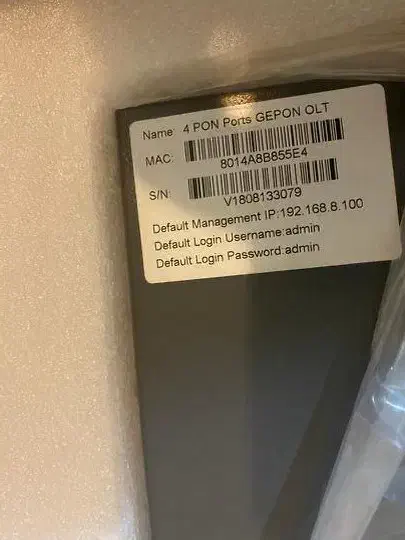 Name: 4 PON Ports GEPON OLT
MAC: 8014A8B855E4
S/N: V1808133079
Default Management IP:192.168.8.100
Default Login Username:admin
Default Login Password:admin